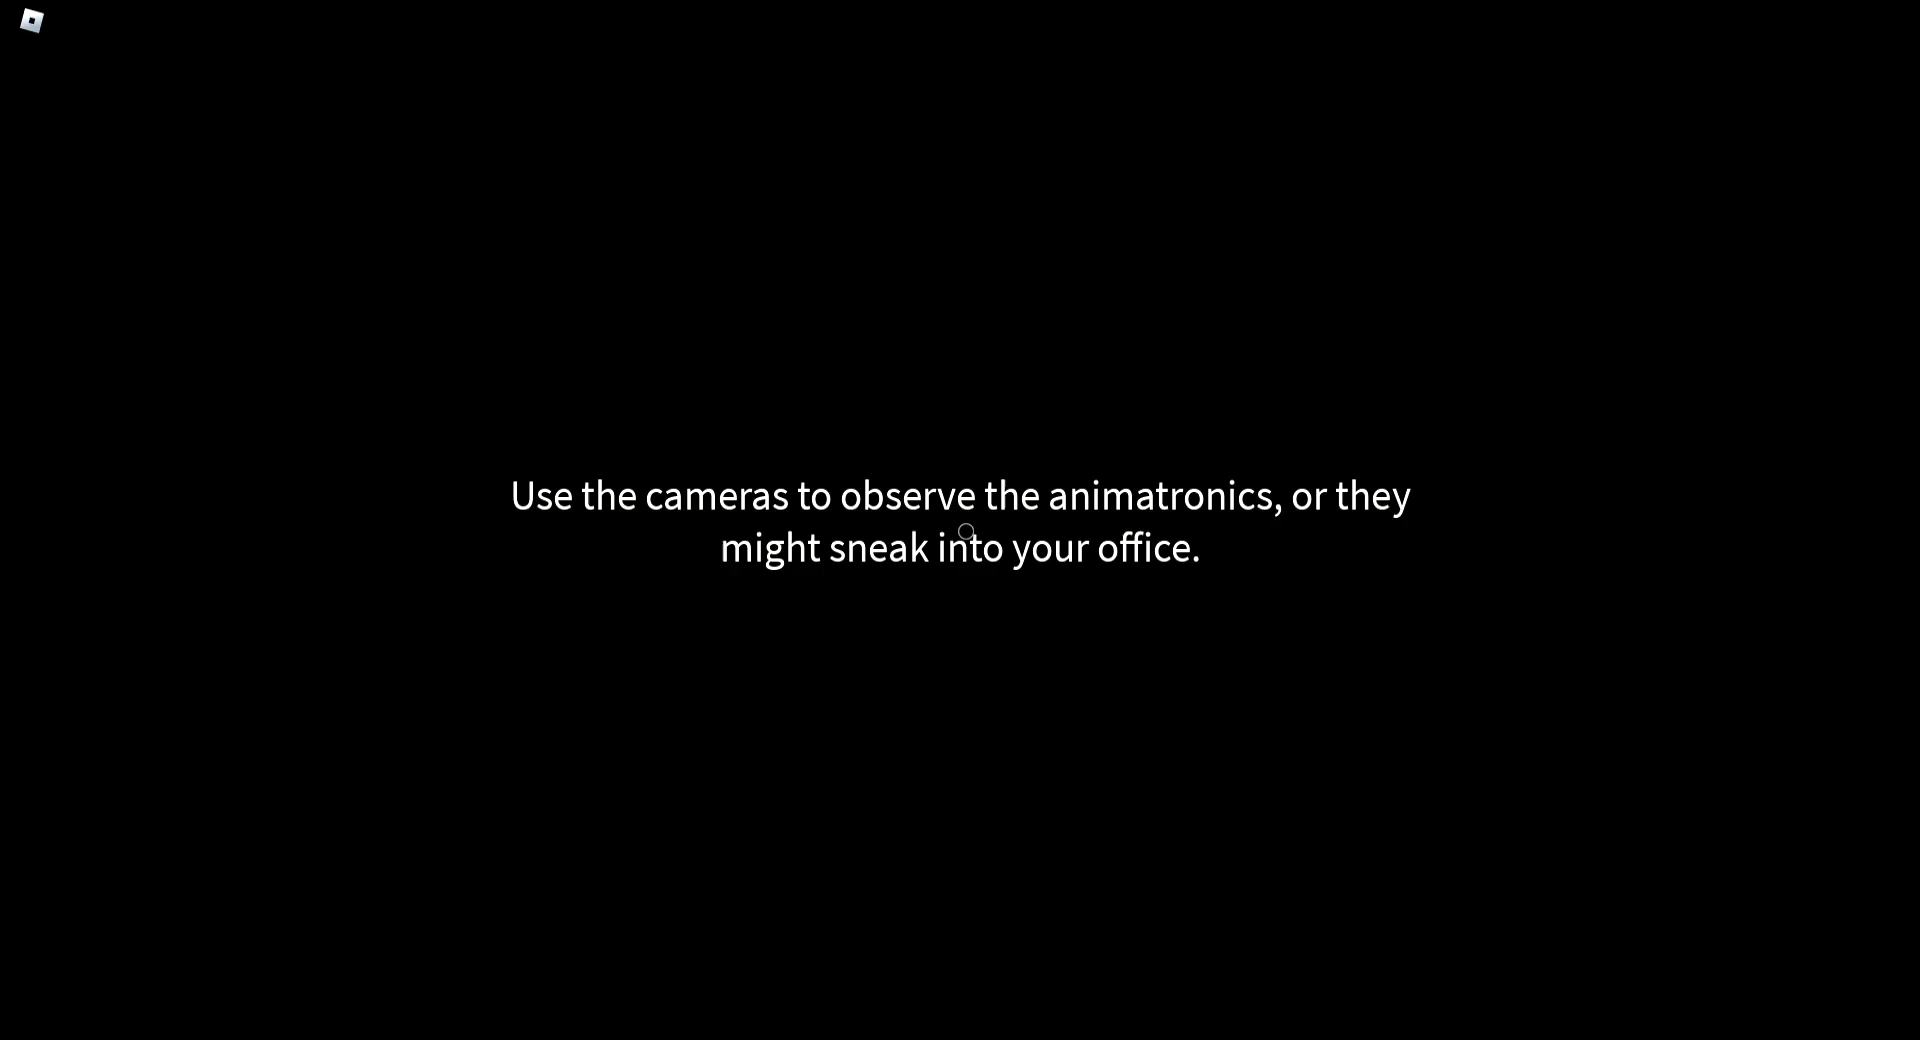 Use the cameras to observe the animatronics, or they
might sneak into your office.